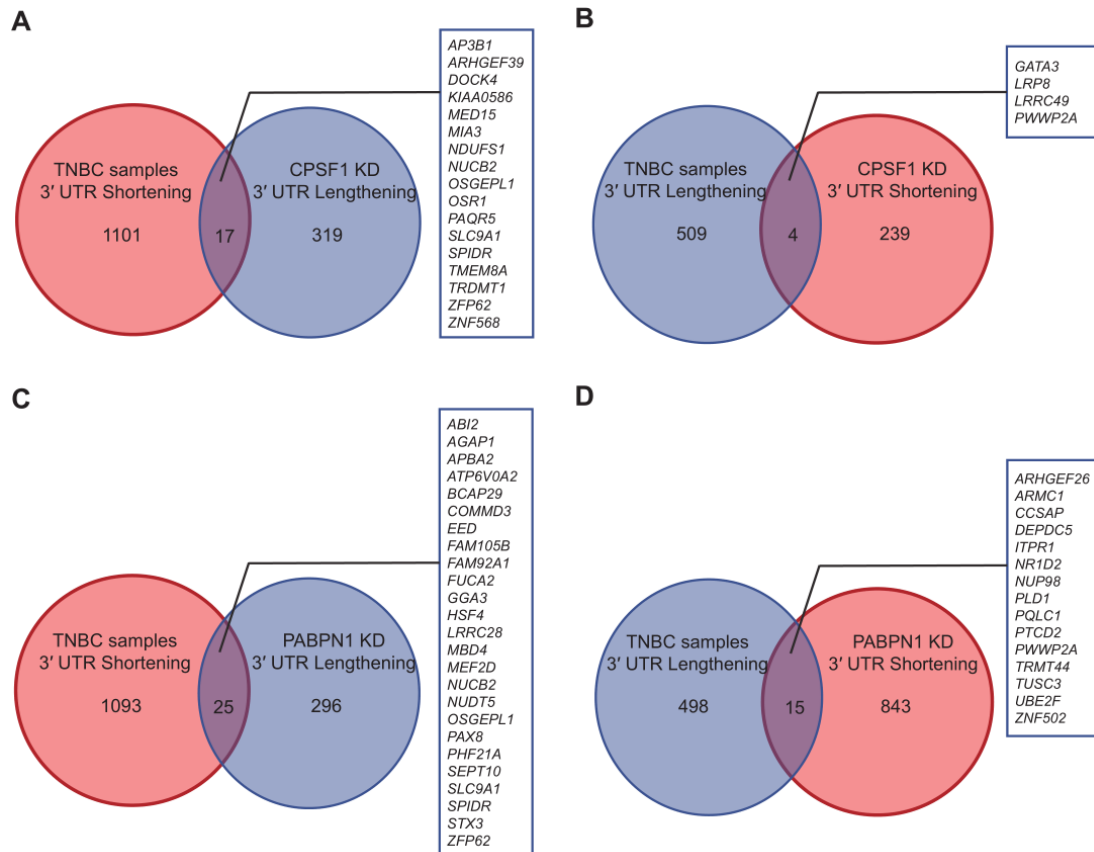 A
TNBC samples
3′ UTR Shortening
1101
17
CPSF1 KD
3′ UTR Lengthening
319
AP3B1
ARHGEF39
DOCK4
KIAA0586
MED15
MIA3
NDUFS1
NUCB2
OSGEPL1
OSR1
PAQR5
SLC9A1
SPIDR
TMEM8A
TRDMT1
ZFP62
ZNF568
B
TNBC samples
3′ UTR Lengthening
509
4
CPSF1 KD
3′ UTR Shortening
239
GATA3
LRP8
LRRC49
PWWP2A
C
TNBC samples
3′ UTR Shortening
1093
25
PABPN1 KD
3′ UTR Lengthening
296
ABI2
AGAP1
APBA2
ATP6V0A2
BCAP29
COMMD3
EED
FAM105B
FAM92A1
FUCA2
GGA3
HSF4
LRRC28
MBD4
MEF2D
NUCB2
NUDT5
OSGEPL1
PAX8
PHF21A
SEPT10
SLC9A1
SPIDR
STX3
ZFP62
D
TNBC samples
3′ UTR Lengthening
498
15
PABPN1 KD
3′ UTR Shortening
843
ARHGEF26
ARMC1
CCSAP
DEPDC5
ITPR1
NR1D2
NUP98
PLD1
PQLC1
PTCD2
PWWP2A
TRMT44
TUSC3
UBE2F
ZNF502